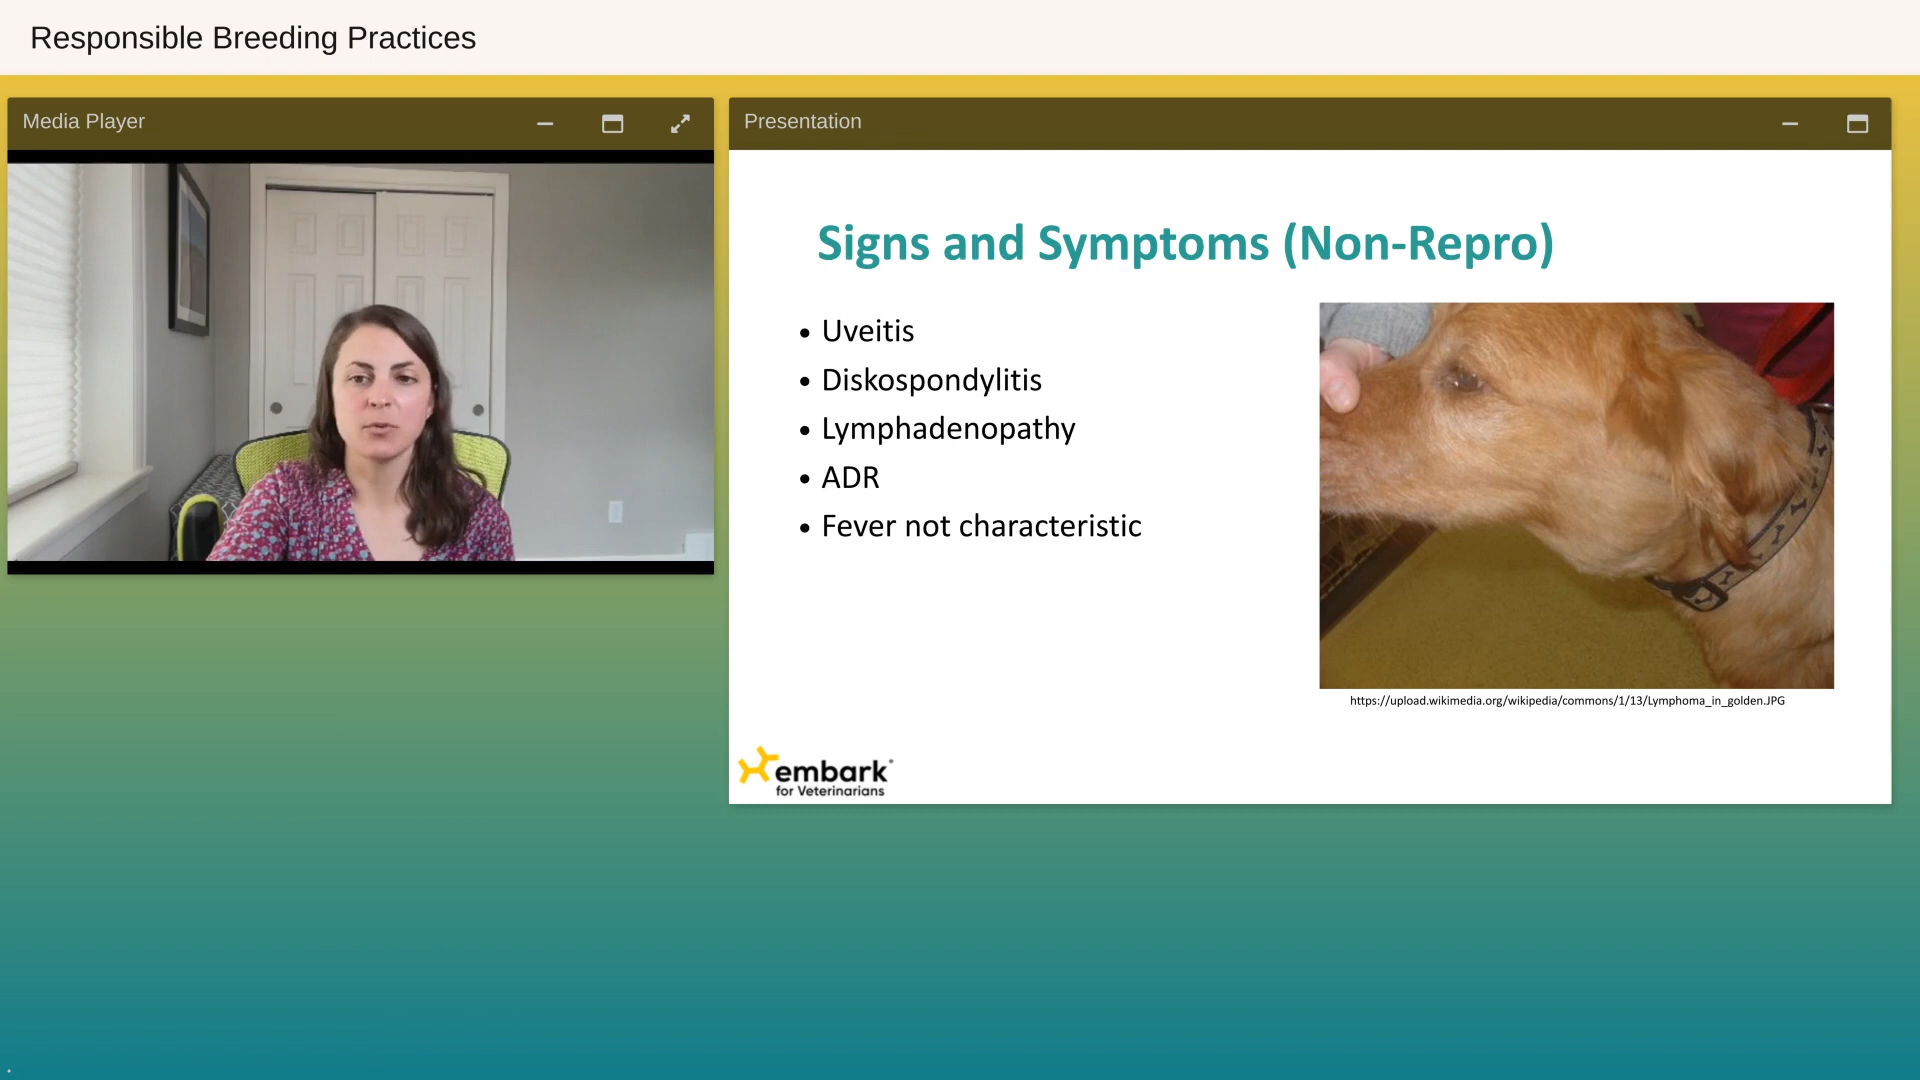 Responsible Breeding Practices
Media Player
Presentation
Signs and Symptoms (Non-Repro)
• Uveitis
• Diskospondylitis
• Lymphadenopathy
• ADR
• Fever not characteristic
https://upload.wikimedia.org/wikipedia/commons/1/13/Lymphoma_in_golden.JPG
embark
for Veterinarians